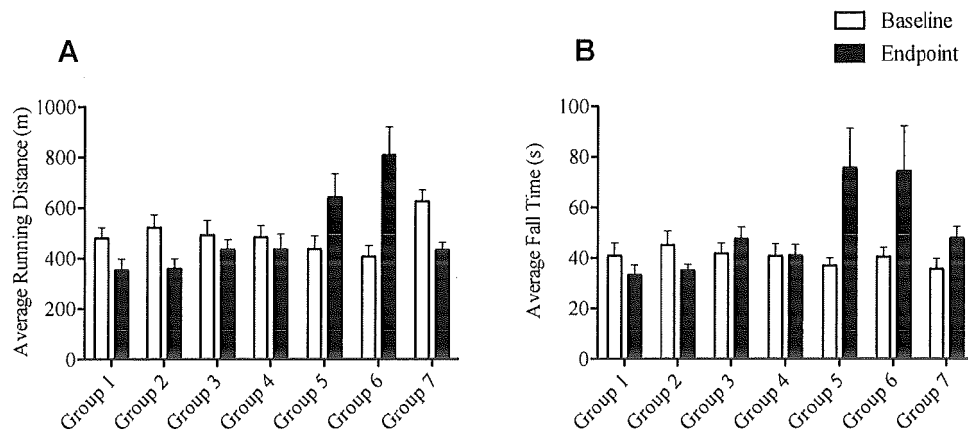 Baseline
Endpoint
A
Average Running Distance (m)
1000
800
600
400
200
0
Group 1
Group 2
Group 3
Group 4
Group 5
Group 6
Group 7
B
Average Fall Time (s)
100
80
60
40
20
0
Group 1
Group 2
Group 3
Group 4
Group 5
Group 6
Group 7